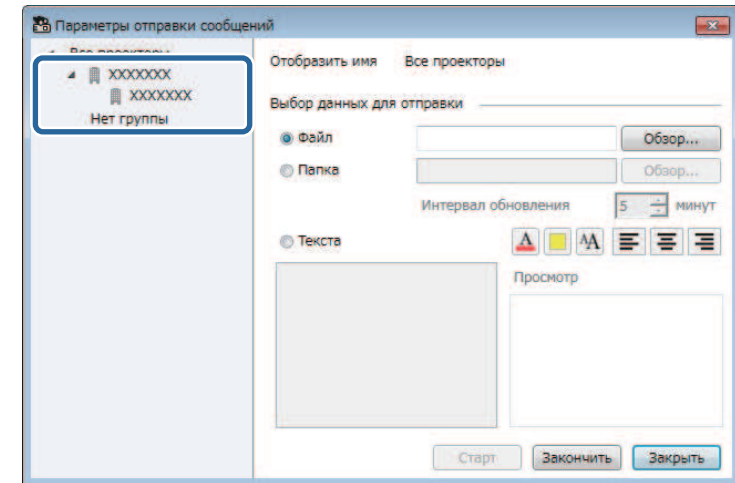 Параметры отправки сообщений
Все проекторы
XXXXXXX
XXXXXXX
Нет группы
Отобразить имя Все проекторы
Выбор данных для отправки
Файл Обзор...
Папка Обзор...
Интервал обновления 5 минут
Текста A AA
Просмотр
Старт Закончить Закрыть